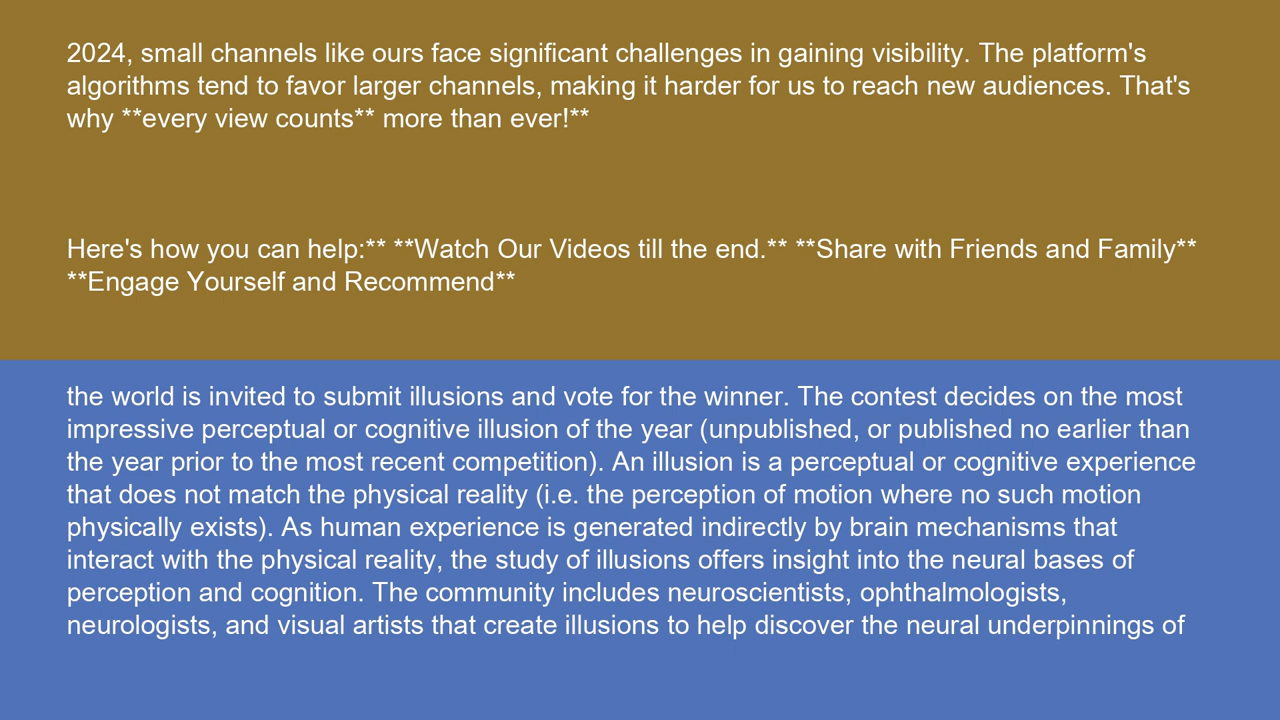 2024, small channels like ours face significant challenges in gaining visibility. The platform's
algorithms tend to favor larger channels, making it harder for us to reach new audiences. That's
why **every view counts** more than ever!**
Here's how you can help:** **Watch Our Videos till the end.** **Share with Friends and Family**
**Engage Yourself and Recommend**
the world is invited to submit illusions and vote for the winner. The contest decides on the most
impressive perceptual or cognitive illusion of the year (unpublished, or published no earlier than
the year prior to the most recent competition). An illusion is a perceptual or cognitive experience
that does not match the physical reality (i.e. the perception of motion where no such motion
physically exists). As human experience is generated indirectly by brain mechanisms that
interact with the physical reality, the study of illusions offers insight into the neural bases of
perception and cognition. The community includes neuroscientists, ophthalmologists,
neurologists, and visual artists that create illusions to help discover the neural underpinnings of